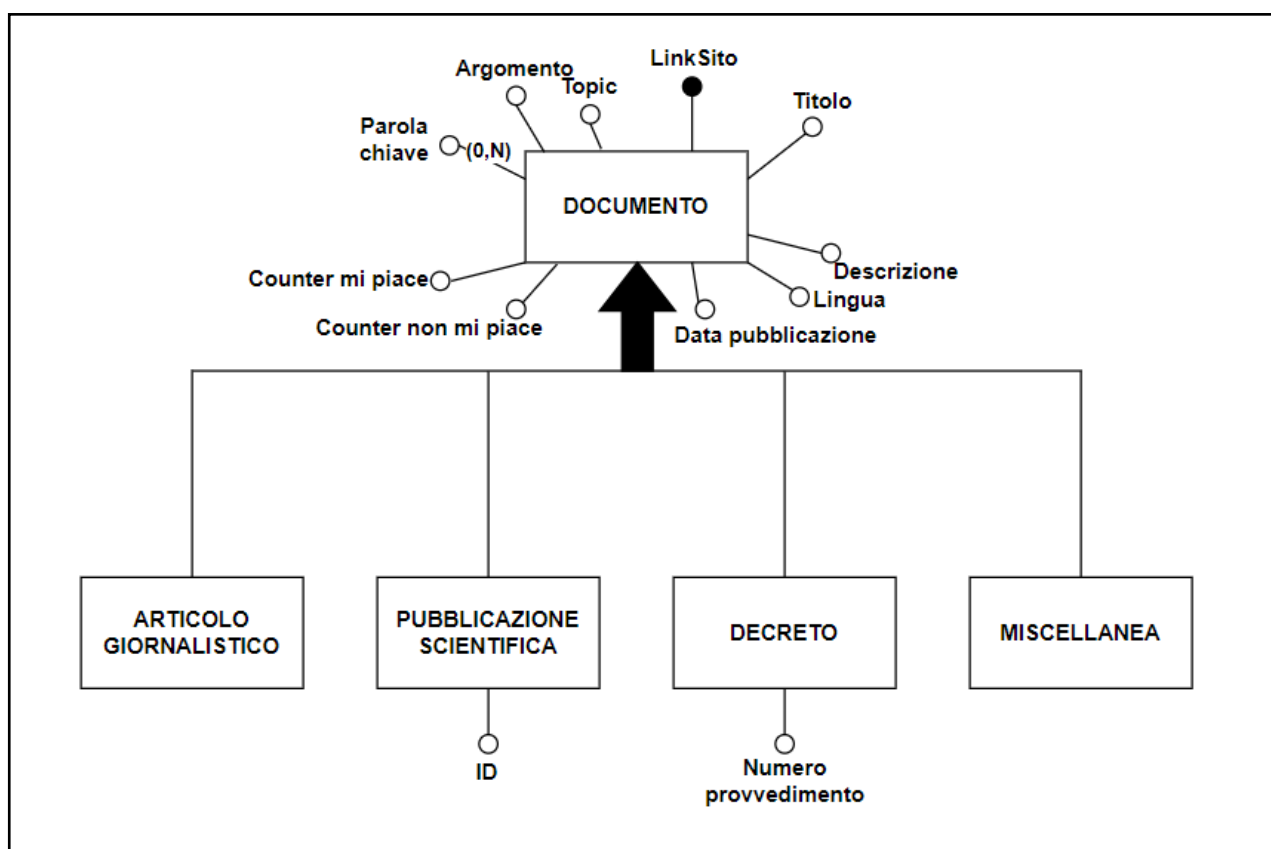 LinkSito
Argomento
Topic
Titolo
Parola
chiave
(0,N)
DOCUMENTO
Descrizione
Counter mi piace
Lingua
Counter non mi piace
Data pubblicazione
ARTICOLO
GIORNALISTICO
PUBBLICAZIONE
SCIENTIFICA
DECRETO
MISCELLANEA
ID
Numero
provvedimento